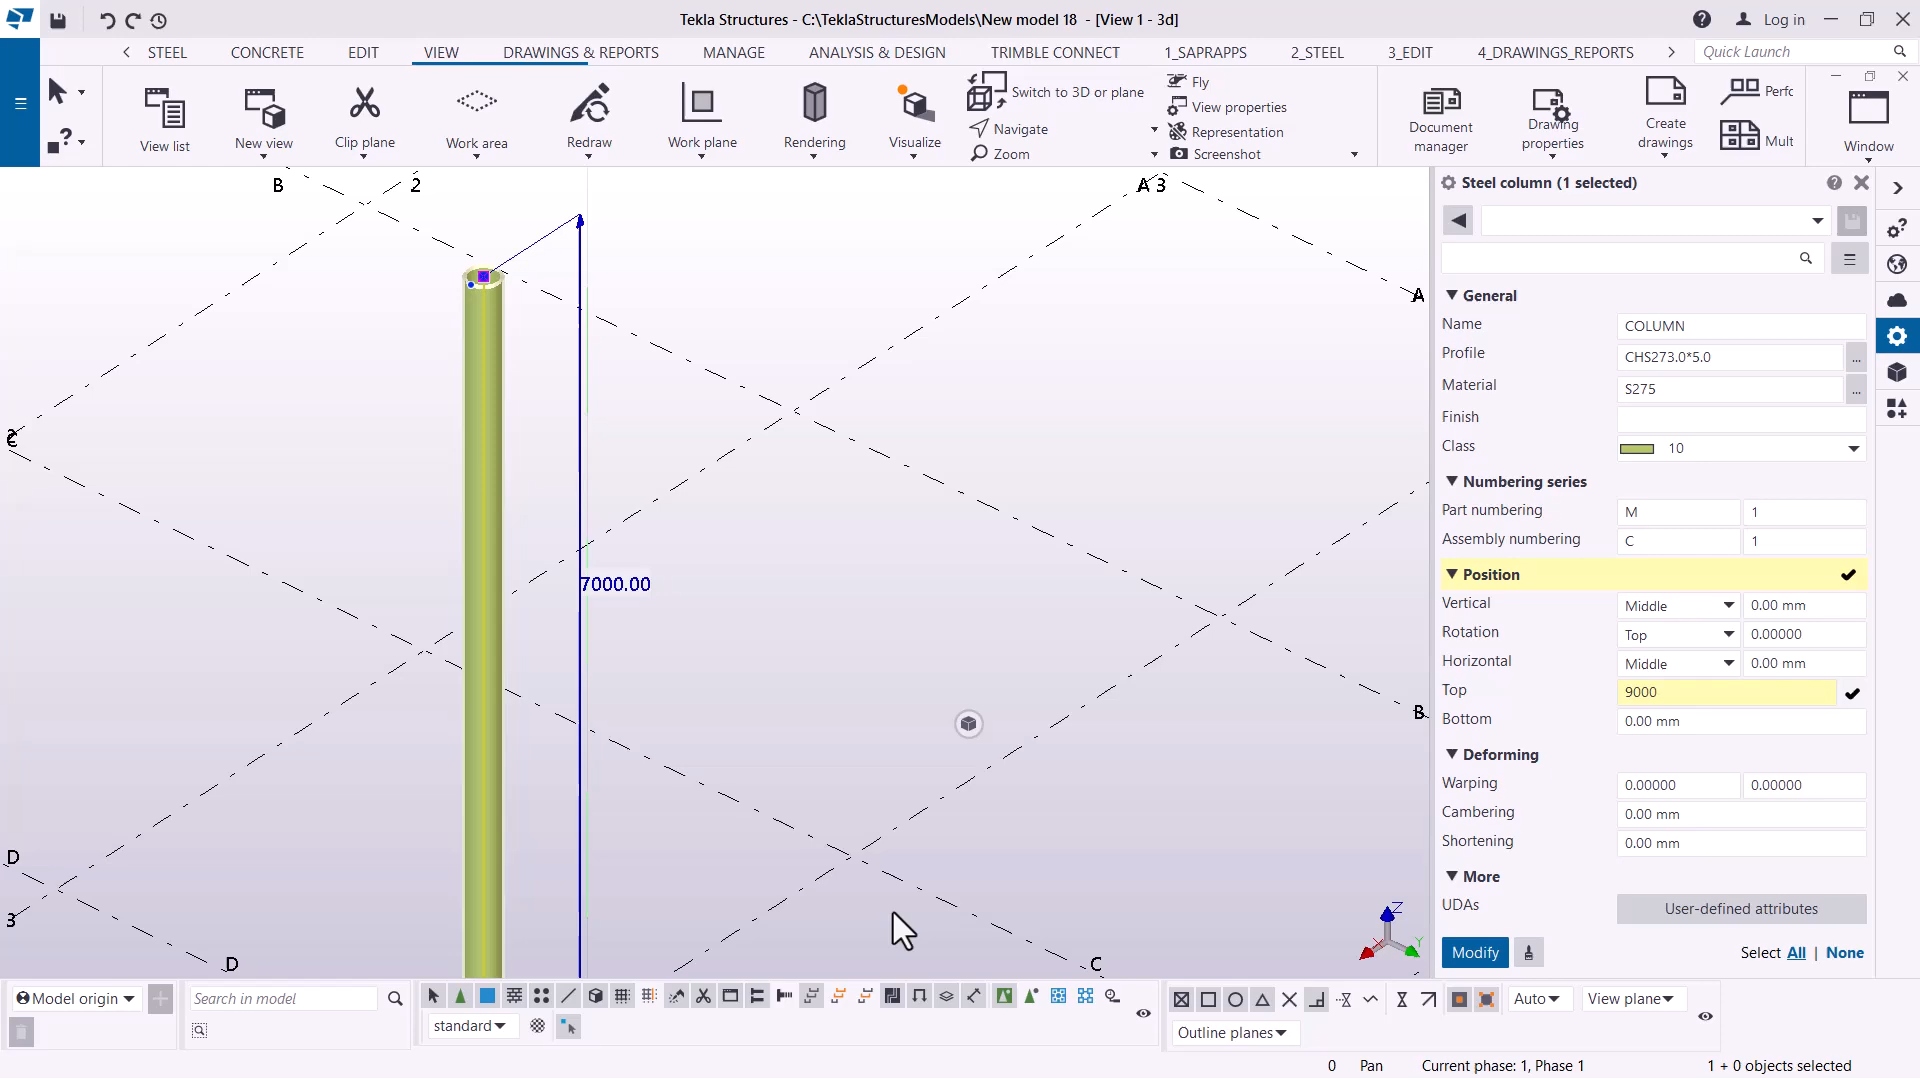 Tekla Structures - C:\TeklaStructuresModels\New model 18 - [View 1 - 3d]
Log in
STEEL CONCRETE EDIT VIEW DRAWINGS & REPORTS MANAGE ANALYSIS & DESIGN TRIMBLE CONNECT 1_SAPRAPPS 2_STEEL 3_EDIT 4_DRAWINGS_REPORTS Quick Launch
View list
New view
Clip plane
Work area
Redraw
Work plane
Rendering
Visualize
Switch to 3D or plane
Navigate
Zoom
Fly
View properties
Representation
Screenshot
Document manager
Drawing properties
Create drawings
Perfc
Mult
Window
B 2 A 3
A
2
C
B
D
3
D
C
7000.00
Z
X
Y
Steel column (1 selected)
General
Name COLUMN
Profile CHS273.0*5.0 ...
Material S275 ...
Finish
Class 10
Numbering series
Part numbering M 1
Assembly numbering C 1
Position
Vertical Middle 0.00 mm
Rotation Top 0.00000
Horizontal Middle 0.00 mm
Top 9000
Bottom 0.00 mm
Deforming
Warping 0.00000 0.00000
Cambering 0.00 mm
Shortening 0.00 mm
More
UDAs User-defined attributes
Modify Select All | None
Model origin
Search in model
standard
Auto
View plane
Outline planes
0 Pan Current phase: 1, Phase 1 1 + 0 objects selected